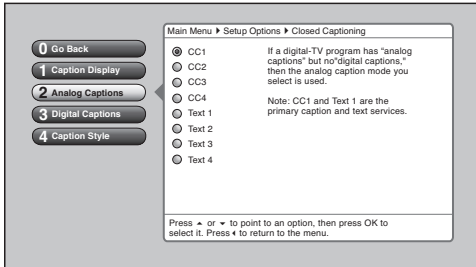 Main Menu ▸ Setup Options ▸ Closed Captioning
0 Go Back
1 Caption Display
2 Analog Captions
3 Digital Captions
4 Caption Style
CC1
CC2
CC3
CC4
Text 1
Text 2
Text 3
Text 4
If a digital-TV program has “analog
captions” but no“digital captions,”
then the analog caption mode you
select is used.
Note: CC1 and Text 1 are the
primary caption and text services.
Press ▲ or ▼ to point to an option, then press OK to
select it. Press ◀ to return to the menu.